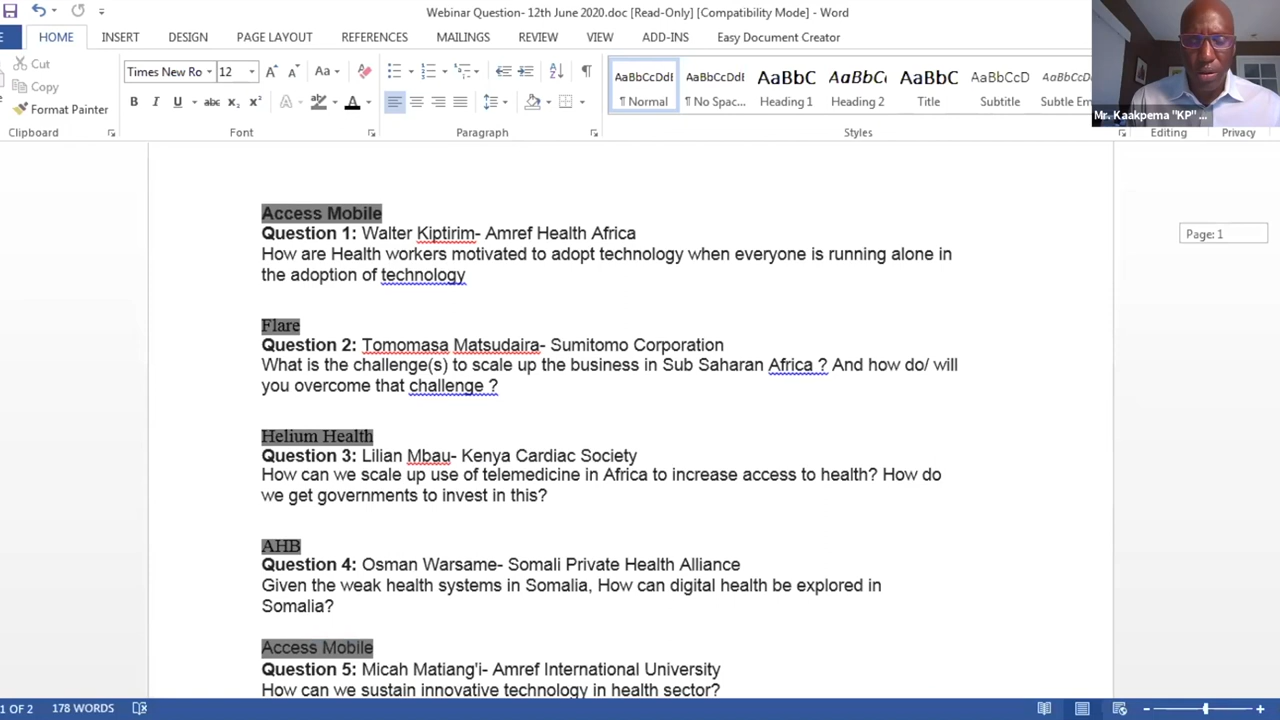 Webinar Question- 12th June 2020.doc [Read-Only] [Compatibility Mode] - Word
HOME INSERT DESIGN PAGE LAYOUT REFERENCES MAILINGS REVIEW VIEW ADD-INS Easy Document Creator
Cut
Copy
Format Painter
Clipboard
Times New Ro 12
Font
Paragraph
AaBbCcDdE AaBbCcDdE AaBbC AaBbCc AaBbC AaBbCcD AaBbCcD
¶ Normal ¶ No Spac... Heading 1 Heading 2 Title Subtitle Subtle Em
Styles
Mr. Kaakpema "KP" ...
Editing Privacy
Page: 1
Access Mobile
Question 1: Walter Kiptirim- Amref Health Africa
How are Health workers motivated to adopt technology when everyone is running alone in
the adoption of technology
Flare
Question 2: Tomomasa Matsudaira- Sumitomo Corporation
What is the challenge(s) to scale up the business in Sub Saharan Africa ? And how do/ will
you overcome that challenge ?
Helium Health
Question 3: Lilian Mbau- Kenya Cardiac Society
How can we scale up use of telemedicine in Africa to increase access to health? How do
we get governments to invest in this?
AHB
Question 4: Osman Warsame- Somali Private Health Alliance
Given the weak health systems in Somalia, How can digital health be explored in
Somalia?
Access Mobile
Question 5: Micah Matiang'i- Amref International University
How can we sustain innovative technology in health sector?
1 OF 2 178 WORDS